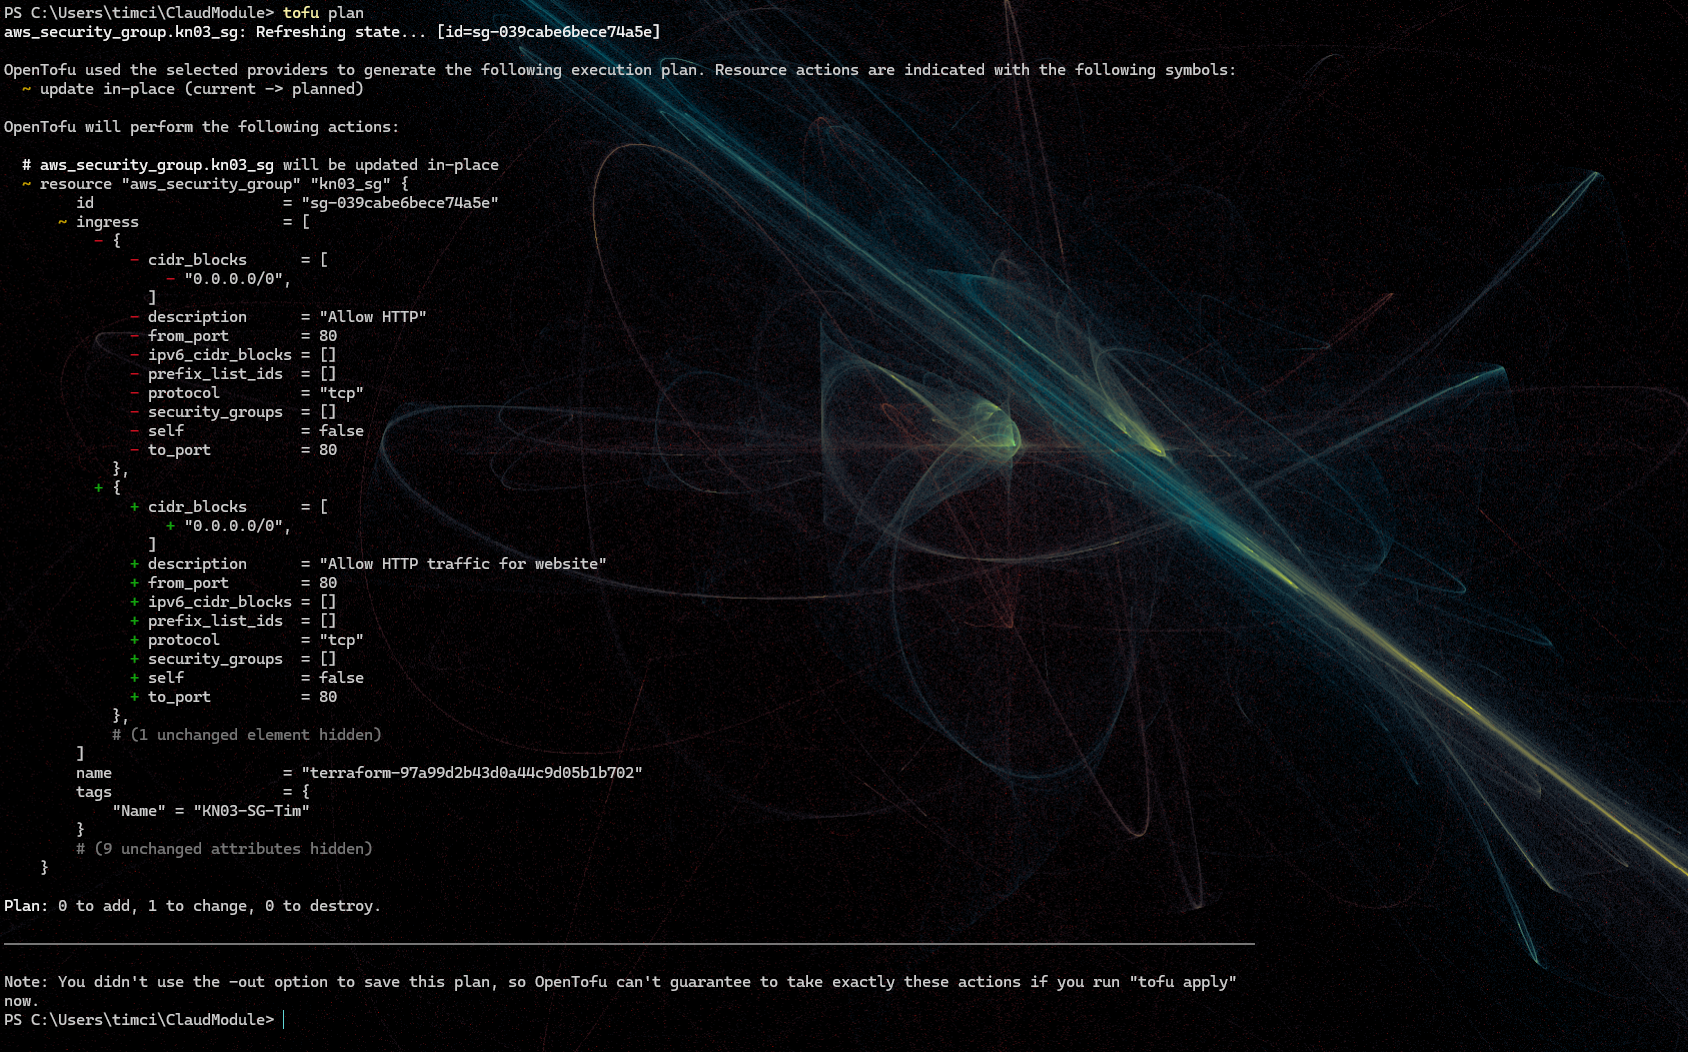 PS C:\Users\timci\ClaudModule> tofu plan
aws_security_group.kn03_sg: Refreshing state... [id=sg-039cabe6bece74a5e]

OpenTofu used the selected providers to generate the following execution plan. Resource actions are indicated with the following symbols:
  ~ update in-place (current -> planned)

OpenTofu will perform the following actions:

  # aws_security_group.kn03_sg will be updated in-place
  ~ resource "aws_security_group" "kn03_sg" {
        id                     = "sg-039cabe6bece74a5e"
      ~ ingress                = [
          - {
              - cidr_blocks      = [
                  - "0.0.0.0/0",
                ]
              - description      = "Allow HTTP"
              - from_port        = 80
              - ipv6_cidr_blocks = []
              - prefix_list_ids  = []
              - protocol         = "tcp"
              - security_groups  = []
              - self             = false
              - to_port          = 80
            },
          + {
              + cidr_blocks      = [
                  + "0.0.0.0/0",
                ]
              + description      = "Allow HTTP traffic for website"
              + from_port        = 80
              + ipv6_cidr_blocks = []
              + prefix_list_ids  = []
              + protocol         = "tcp"
              + security_groups  = []
              + self             = false
              + to_port          = 80
            },
            # (1 unchanged element hidden)
        ]
        name                   = "terraform-97a99d2b43d0a44c9d05b1b702"
        tags                   = {
            "Name" = "KN03-SG-Tim"
        }
        # (9 unchanged attributes hidden)
    }

Plan: 0 to add, 1 to change, 0 to destroy.

Note: You didn't use the -out option to save this plan, so OpenTofu can't guarantee to take exactly these actions if you run "tofu apply"
now.
PS C:\Users\timci\ClaudModule>